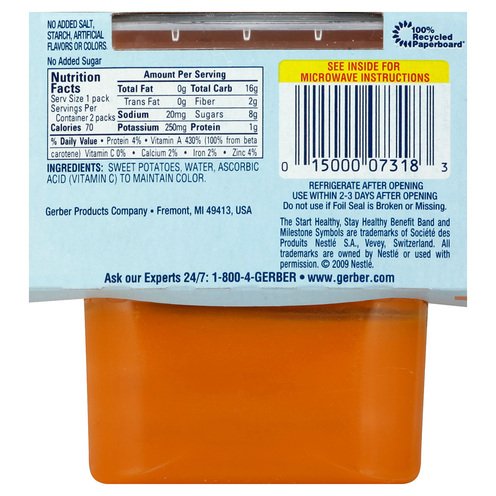 NO ADDED SALT,
STARCH, ARTIFICIAL
FLAVORS OR COLORS.
No Added Sugar
100%
Recycled
Paperboard
Nutrition
Facts
Serv Size 1 pack
Servings Per
Container 2 packs
Calories 70
Amount Per Serving
Total Fat 0g Total Carb 16g
Trans Fat 0g Fiber 2g
Sodium 20mg Sugars 8g
Potassium 250mg Protein 1g
% Daily Value • Protein 4% • Vitamin A 430% (100% from beta
carotene) Vitamin C 0% • Calcium 2% • Iron 2% • Zinc 4%
INGREDIENTS: SWEET POTATOES, WATER, ASCORBIC
ACID (VITAMIN C) TO MAINTAIN COLOR.
Gerber Products Company • Fremont, MI 49413, USA
SEE INSIDE FOR
MICROWAVE INSTRUCTIONS
0 15000 07318 3
REFRIGERATE AFTER OPENING
USE WITHIN 2-3 DAYS AFTER OPENING
Do not use if Foil Seal is Broken or Missing.
The Start Healthy, Stay Healthy Benefit Band and
Milestone Symbols are trademarks of Société des
Produits Nestlé S.A., Vevey, Switzerland. All
trademarks are owned by Nestlé or used with
permission. © 2009 Nestlé.
Ask our Experts 24/7: 1-800-4-GERBER • www.gerber.com